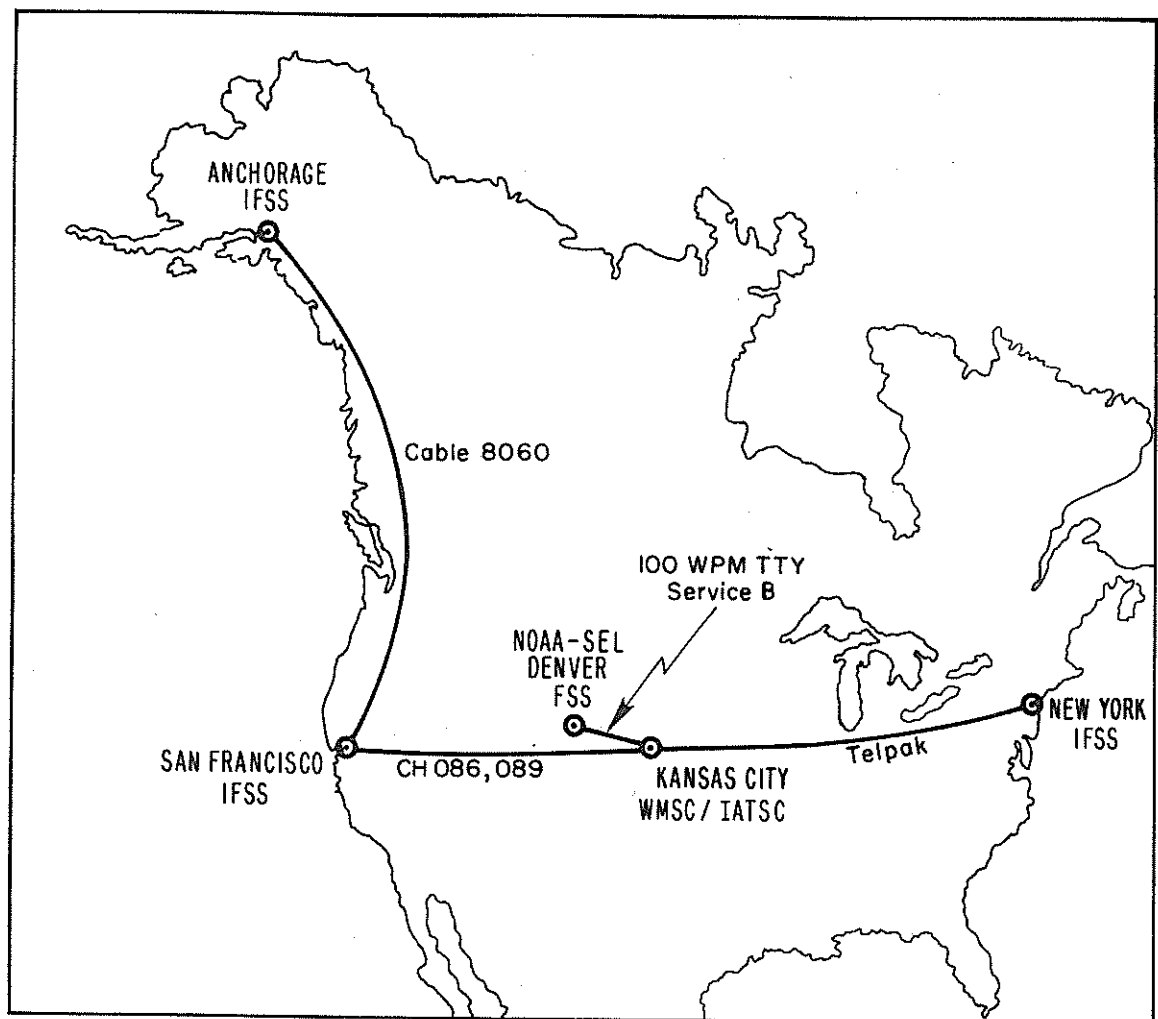 ANCHORAGE
IFSS
Cable 8060
100 WPM TTY
Service B
NOAA-SEL
DENVER
FSS
NEW YORK
IFSS
Telpak
SAN FRANCISCO
IFSS
CH 086,089
KANSAS CITY
WMSC/ IATSC